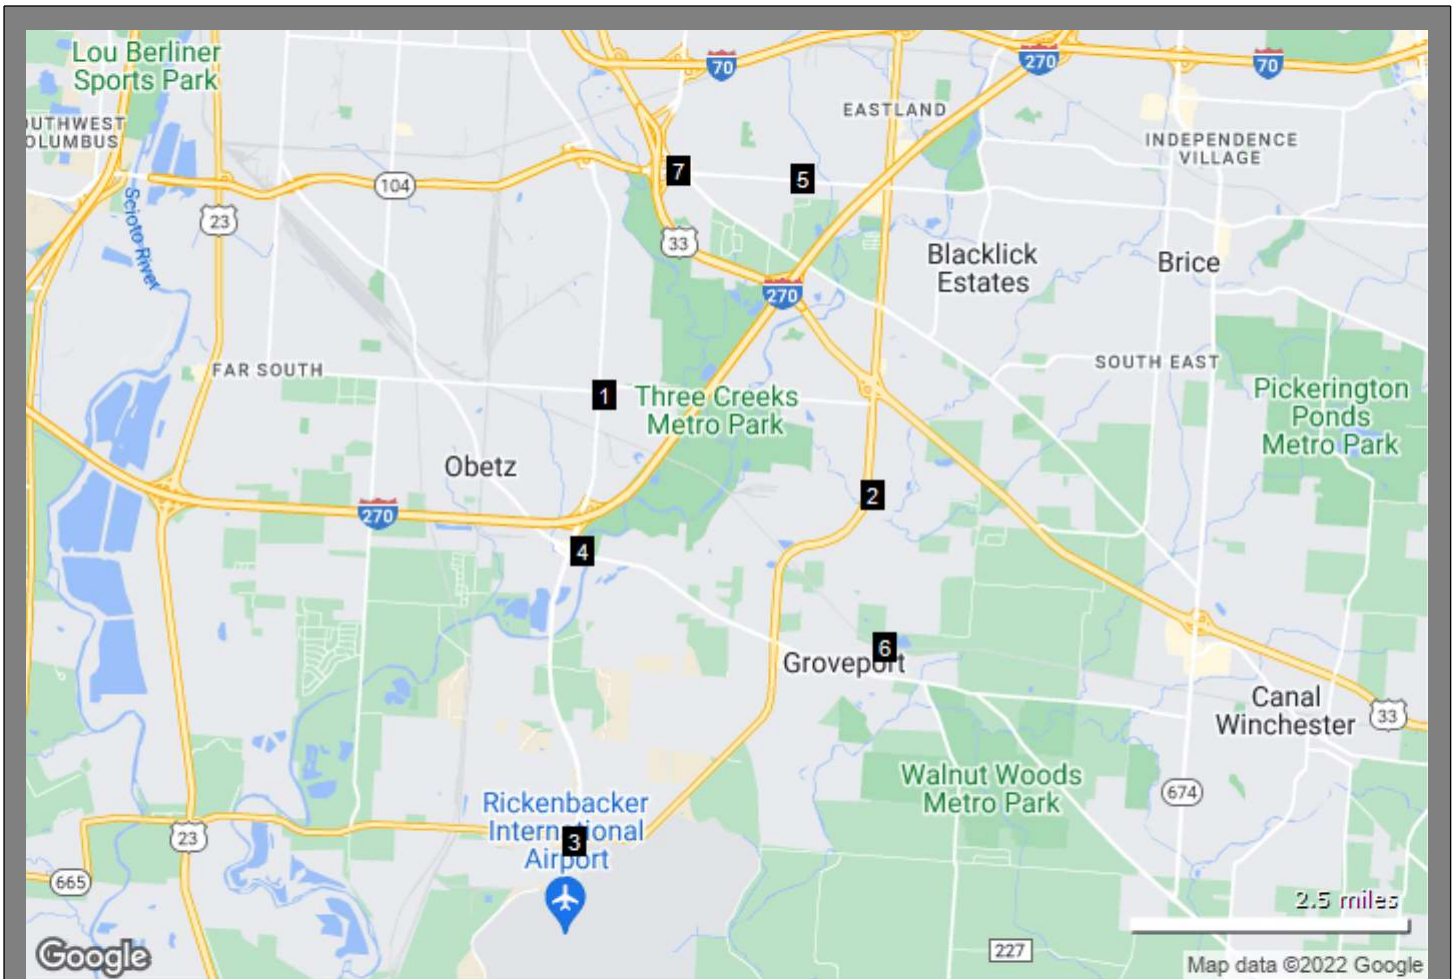 Lou Berliner
Sports Park
70
270
70
EASTLAND
OUTHWEST
OLUMBUS
INDEPENDENCE
VILLAGE
7
5
104
Scioto River
23
33
Blacklick
Estates
Brice
270
FAR SOUTH
SOUTH EAST
1
Three Creeks
Metro Park
Pickerington
Ponds
Metro Park
Obetz
2
270
4
6
Groveport
Canal
Winchester
33
Walnut Woods
Metro Park
674
Rickenbacker
International
Airport
3
23
665
2.5 miles
227
Google
Map data ©2022 Google